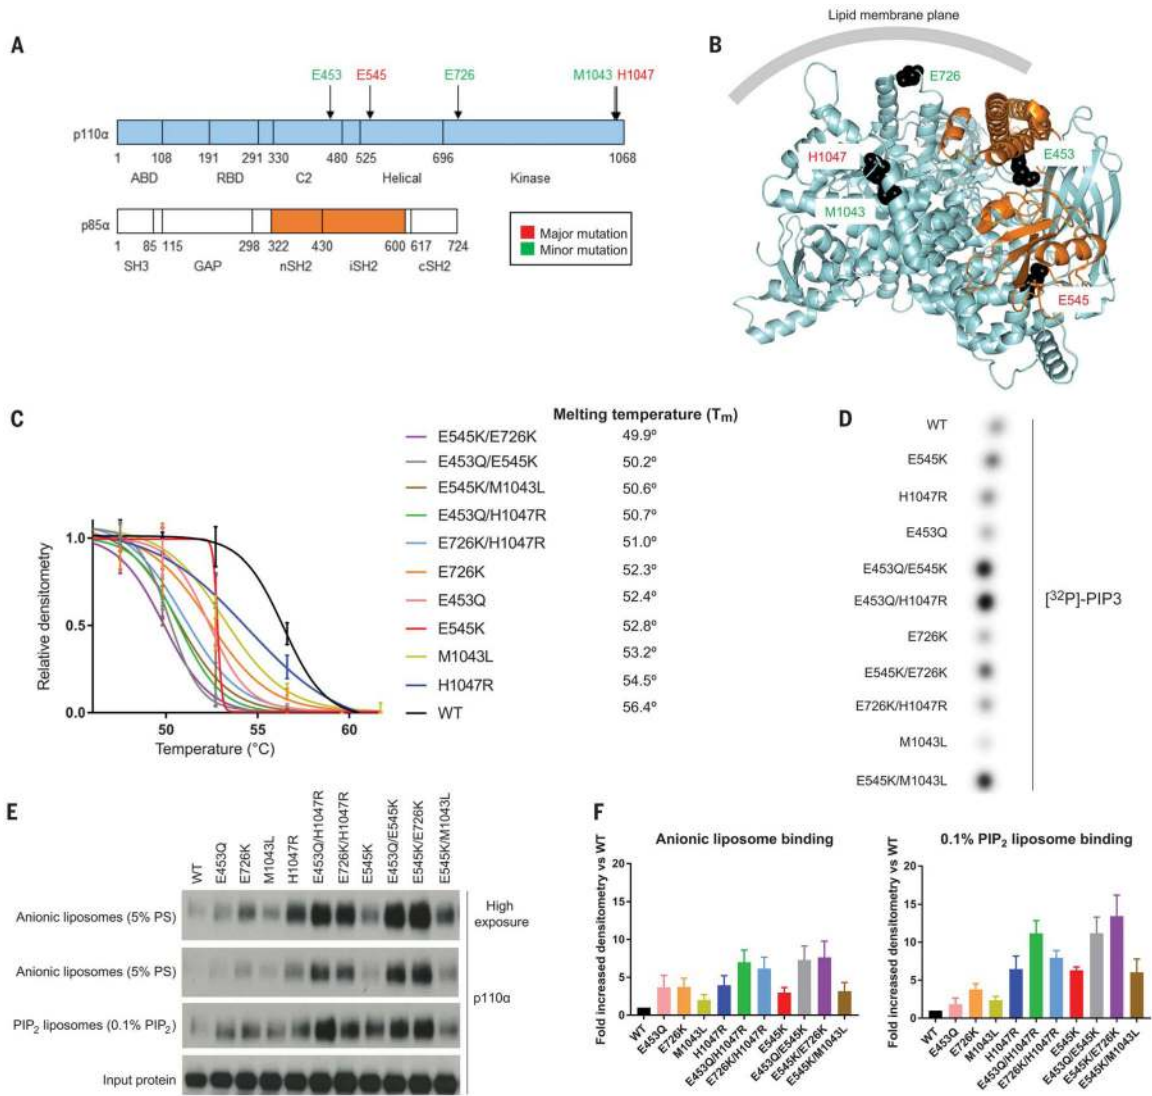 A
E453 E545 E726 M1043 H1047
p110α
1 108 191 291 330 480 525 696 1068
ABD RBD C2 Helical Kinase
p85α
1 85 115 298 322 430 600 617 724
SH3 GAP nSH2 iSH2 cSH2
Major mutation
Minor mutation
B
Lipid membrane plane
E726
H1047
E453
M1043
E545
C
Melting temperature (Tm)
E545K/E726K 49.9º
E453Q/E545K 50.2º
E545K/M1043L 50.6º
E453Q/H1047R 50.7º
E726K/H1047R 51.0º
E726K 52.3º
E453Q 52.4º
E545K 52.8º
M1043L 53.2º
H1047R 54.5º
WT 56.4º
Relative densitometry
1.0
0.5
0.0
50 55 60
Temperature (°C)
D
WT
E545K
H1047R
E453Q
E453Q/E545K
E453Q/H1047R
E726K
E545K/E726K
E726K/H1047R
M1043L
E545K/M1043L
[32P]-PIP3
E
WT E453Q E726K M1043L H1047R E453Q/H1047R E726K/H1047R E545K E453Q/E545K E545K/E726K E545K/M1043L
Anionic liposomes (5% PS)
High
exposure
Anionic liposomes (5% PS)
p110α
PIP2 liposomes (0.1% PIP2)
Input protein
F
Anionic liposome binding
Fold increased densitometry vs WT
20
15
10
5
0
WT E453Q E726K M1043L H1047R E453Q/H1047R E726K/H1047R E545K E453Q/E545K E545K/E726K E545K/M1043L
0.1% PIP2 liposome binding
Fold increased densitometry vs WT
20
15
10
5
0
WT E453Q E726K M1043L H1047R E453Q/H1047R E726K/H1047R E545K E453Q/E545K E545K/E726K E545K/M1043L